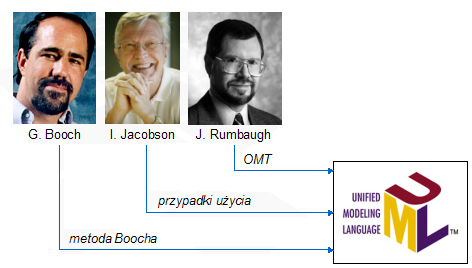 G. Booch
I. Jacobson
J. Rumbaugh
OMT
przypadki użycia
metoda Boocha
UNIFIED
MODELING
LANGUAGE
UML
TM